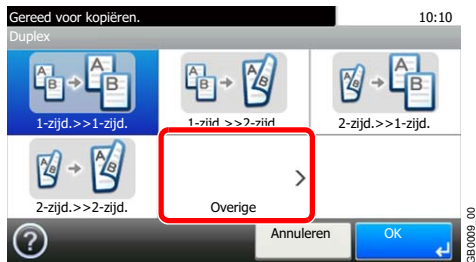 Gereed voor kopiëren. 10:10
Duplex
A B A B A B A B A B A B
1-zijd.>>1-zijd. 1-zijd.>>2-zijd. 2-zijd.>>1-zijd.
A B A B
2-zijd.>>2-zijd. Overige
? Annuleren OK
GB0009_00